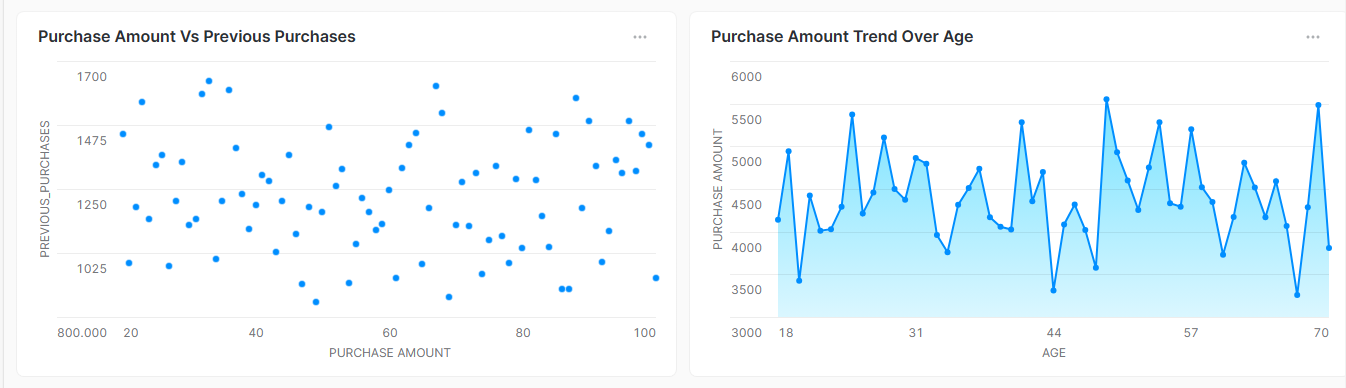 Purchase Amount Vs Previous Purchases
1700
1475
1250
1025
800.000
PREVIOUS_PURCHASES
20 40 60 80 100
PURCHASE AMOUNT
Purchase Amount Trend Over Age
6000
5500
5000
4500
4000
3500
3000
PURCHASE AMOUNT
18 31 44 57 70
AGE